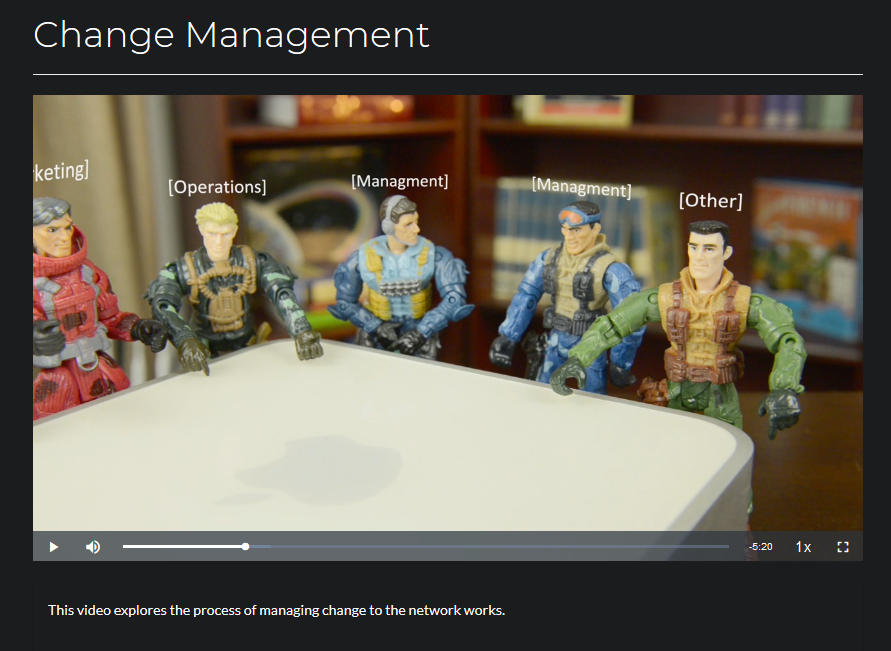 Change Management
keting]
[Operations]
[Managment]
[Managment]
[Other]
-5:20
1x
This video explores the process of managing change to the network works.